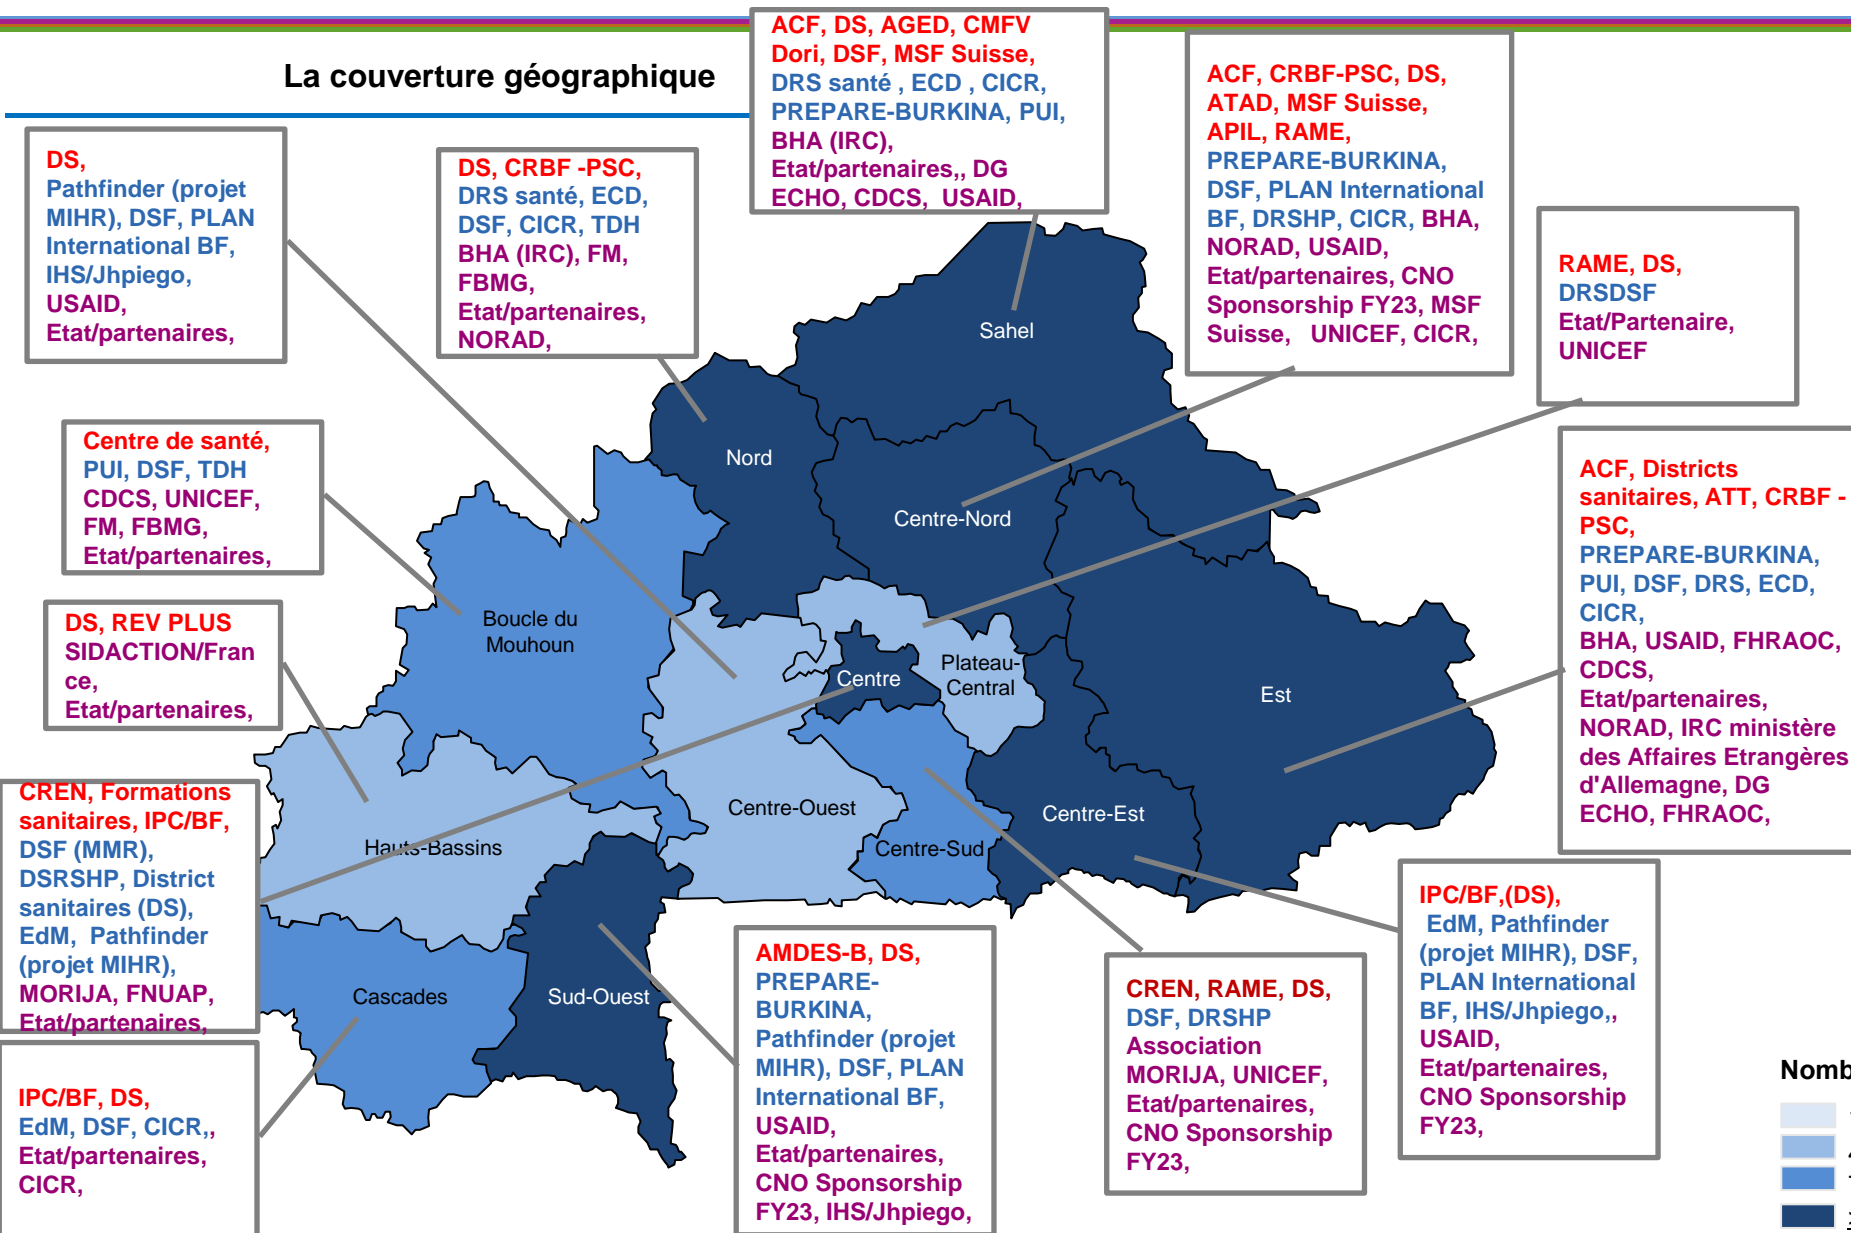 La couverture géographique
ACF, DS, AGED, CMFV
Dori, DSF, MSF Suisse,
DRS santé , ECD , CICR,
PREPARE-BURKINA, PUI,
BHA (IRC),
Etat/partenaires,, DG
ECHO, CDCS, USAID,
ACF, CRBF-PSC, DS,
ATAD, MSF Suisse,
APIL, RAME,
PREPARE-BURKINA,
DSF, PLAN International
BF, DRSHP, CICR, BHA,
NORAD, USAID,
Etat/partenaires, CNO
Sponsorship FY23, MSF
Suisse, UNICEF, CICR,
DS,
Pathfinder (projet
MIHR), DSF, PLAN
International BF,
IHS/Jhpiego,
USAID,
Etat/partenaires,
DS, CRBF -PSC,
DRS santé, ECD,
DSF, CICR, TDH
BHA (IRC), FM,
FBMG,
Etat/partenaires,
NORAD,
RAME, DS,
DRSDSF
Etat/Partenaire,
UNICEF
Centre de santé,
PUI, DSF, TDH
CDCS, UNICEF,
FM, FBMG,
Etat/partenaires,
ACF, Districts
sanitaires, ATT, CRBF -
PSC,
PREPARE-BURKINA,
PUI, DSF, DRS, ECD,
CICR,
BHA, USAID, FHRAOC,
CDCS,
Etat/partenaires,
NORAD, IRC ministère
des Affaires Etrangères
d'Allemagne, DG
ECHO, FHRAOC,
DS, REV PLUS
SIDACTION/Fran
ce,
Etat/partenaires,
CREN, Formations
sanitaires, IPC/BF,
DSF (MMR),
DSRSHP, District
sanitaires (DS),
EdM, Pathfinder
(projet MIHR),
MORIJA, FNUAP,
Etat/partenaires,
IPC/BF, DS,
EdM, DSF, CICR,,
Etat/partenaires,
CICR,
AMDES-B, DS,
PREPARE-
BURKINA,
Pathfinder (projet
MIHR), DSF, PLAN
International BF,
USAID,
Etat/partenaires,
CNO Sponsorship
FY23, IHS/Jhpiego,
CREN, RAME, DS,
DSF, DRSHP
Association
MORIJA, UNICEF,
Etat/partenaires,
CNO Sponsorship
FY23,
IPC/BF,(DS),
EdM, Pathfinder
(projet MIHR), DSF,
PLAN International
BF, IHS/Jhpiego,,
USAID,
Etat/partenaires,
CNO Sponsorship
FY23,
Sahel
Nord
Centre-Nord
Boucle du
Mouhoun
Plateau-
Central
Centre
Est
Centre-Ouest
Centre-Est
Hauts-Bassins
Centre-Sud
Cascades
Sud-Ouest